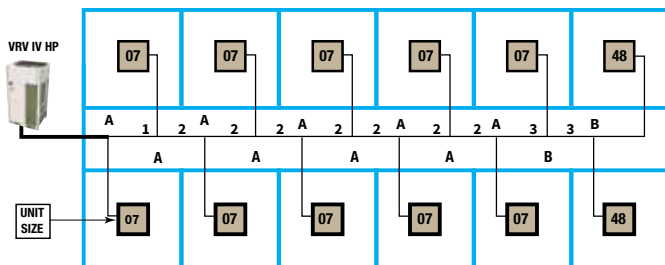 VRV IV HP
07 07 07 07 07 48
A A A A A B
1 2 2 2 2 2 2 2 3 3
A A A A B
UNIT
SIZE
07 07 07 07 07 48